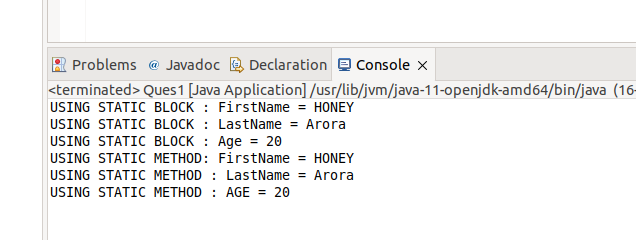 Problems @ Javadoc Declaration Console
<terminated> Ques1 [Java Application] /usr/lib/jvm/java-11-openjdk-amd64/bin/java (16-
USING STATIC BLOCK : FirstName = HONEY
USING STATIC BLOCK : LastName = Arora
USING STATIC BLOCK : Age = 20
USING STATIC METHOD: FirstName = HONEY
USING STATIC METHOD : LastName = Arora
USING STATIC METHOD : AGE = 20